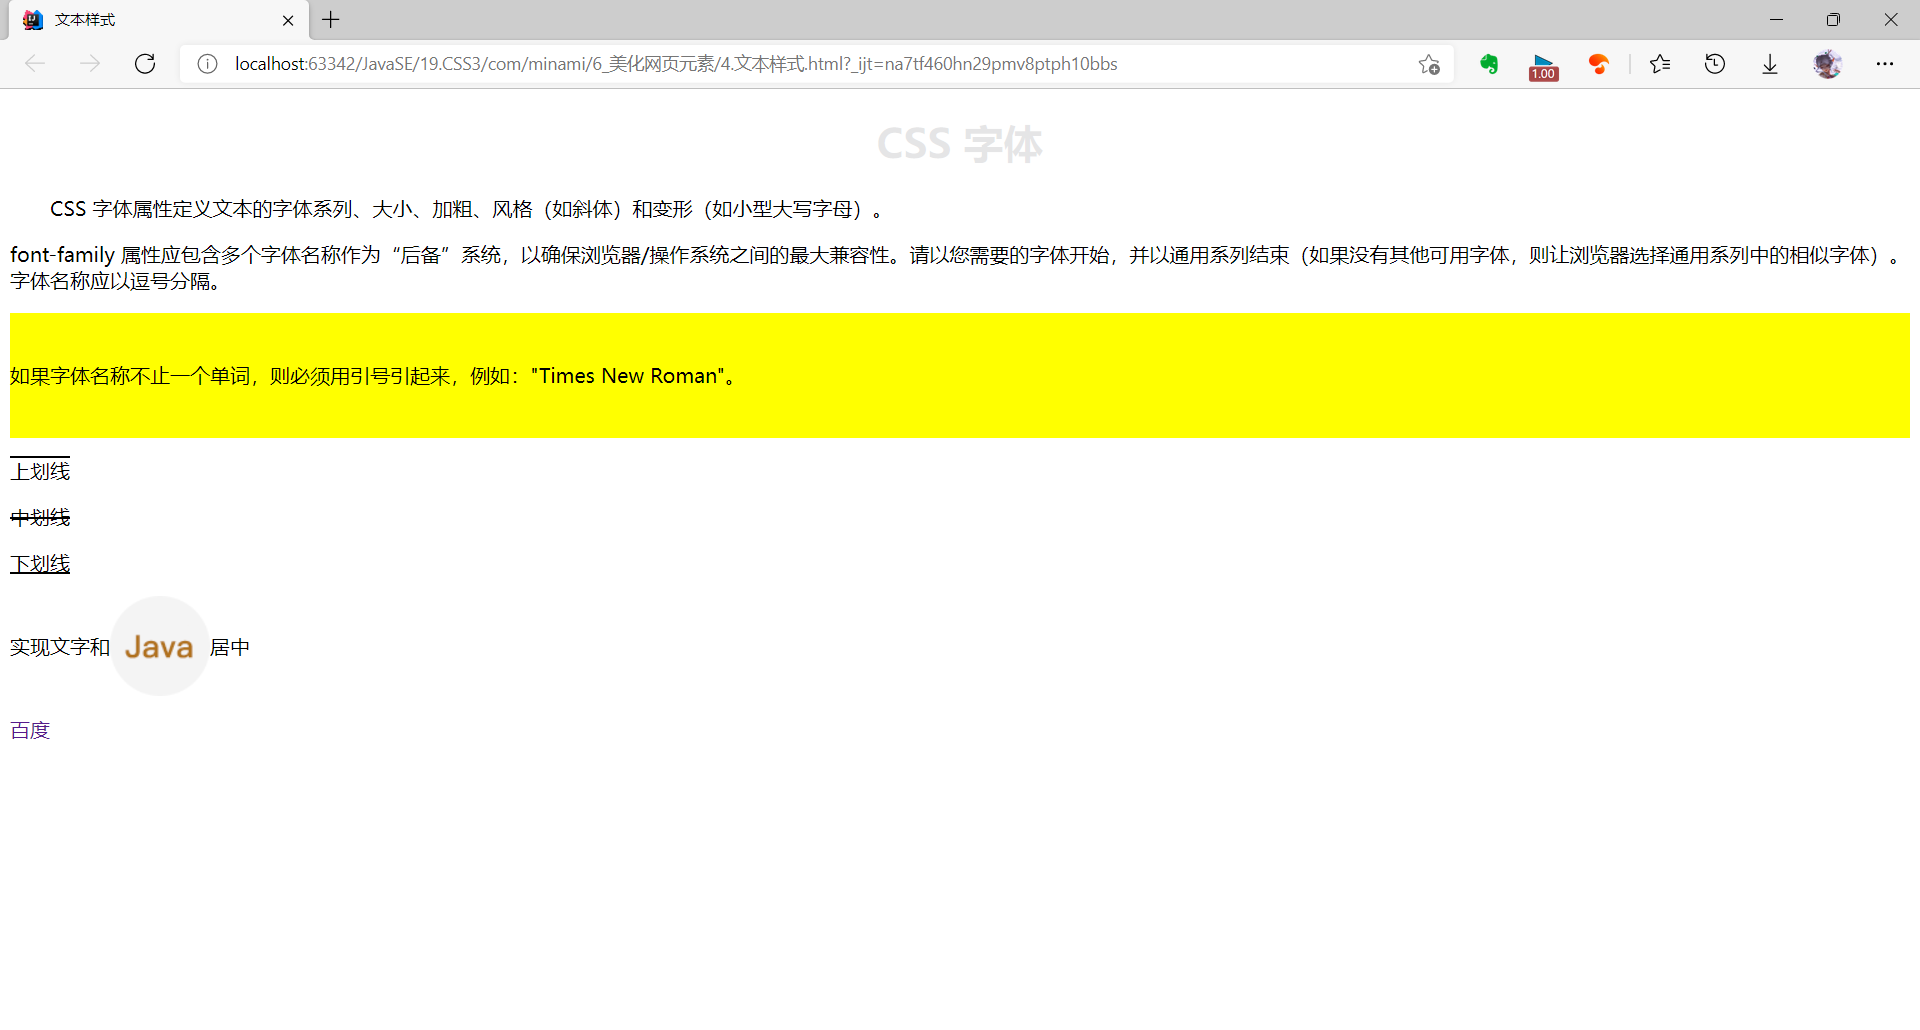 文本样式
localhost:63342/JavaSE/19.CSS3/com/minami/6_美化网页元素/4.文本样式.html?_ijt=na7tf460hn29pmv8ptph10bbs
1.00
CSS 字体
CSS 字体属性定义文本的字体系列、大小、加粗、风格（如斜体）和变形（如小型大写字母）。
font-family 属性应包含多个字体名称作为“后备”系统，以确保浏览器/操作系统之间的最大兼容性。请以您需要的字体开始，并以通用系列结束（如果没有其他可用字体，则让浏览器选择通用系列中的相似字体）。
字体名称应以逗号分隔。
如果字体名称不止一个单词，则必须用引号引起来，例如："Times New Roman"。
上划线
中划线
下划线
实现文字和 Java 居中
百度